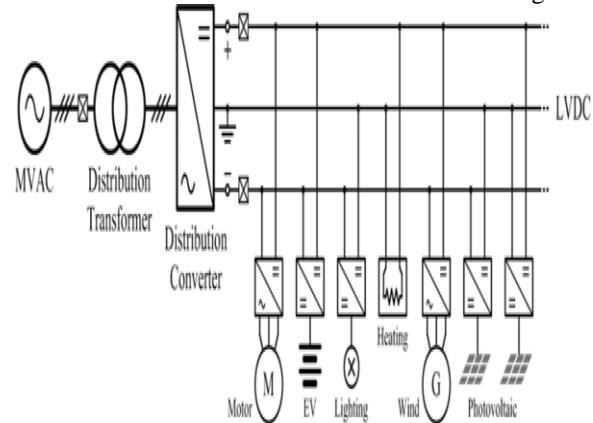 LVDC
MVAC
Distribution
Transformer
Distribution
Converter
Heating
M
G
Motor
EV
Lighting
Wind
Photovoltaic